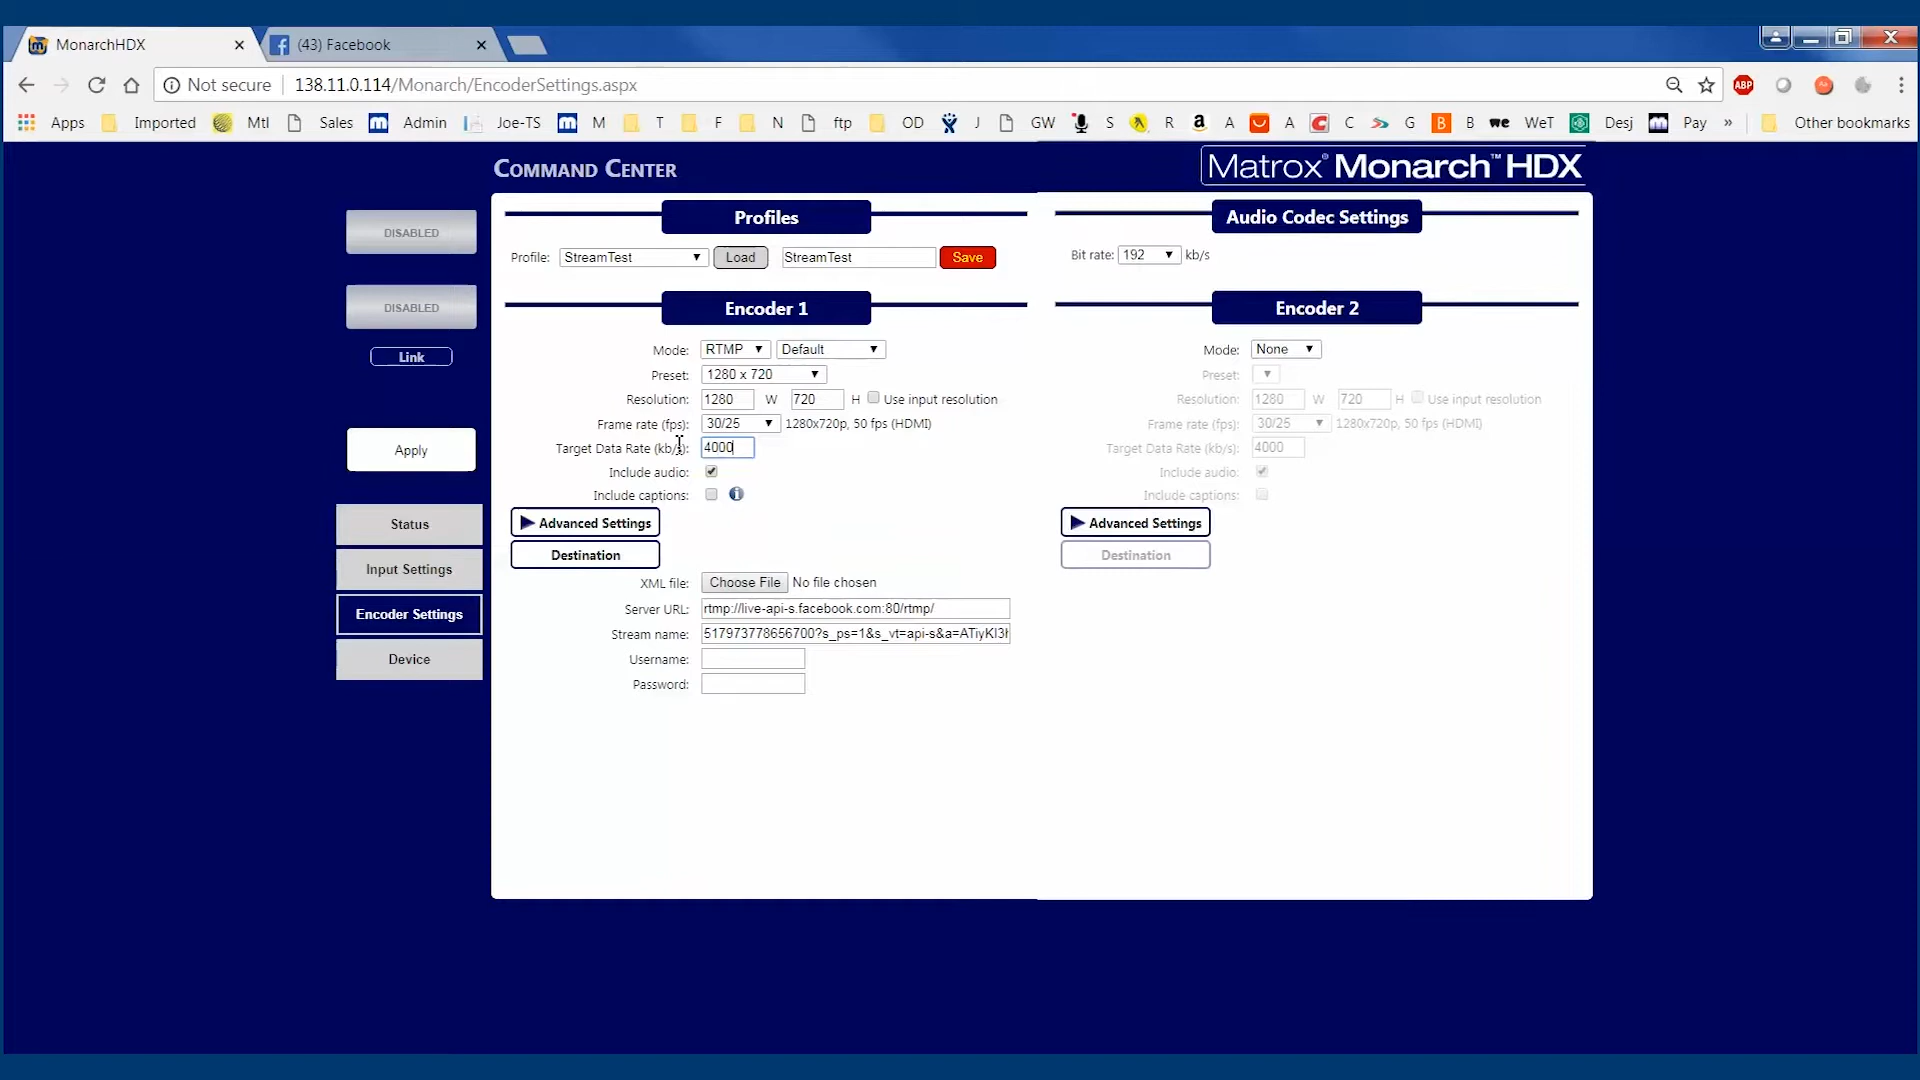 MonarchHDX
(43) Facebook
Not secure 138.11.0.114/Monarch/EncoderSettings.aspx
ABP
Apps Imported Mtl Sales Admin Joe-TS M T F N ftp OD J GW S R A A C G B we WeT Desj Pay » Other bookmarks
COMMAND CENTER
Matrox® Monarch™ HDX
Profiles
Audio Codec Settings
DISABLED
Profile: StreamTest Load StreamTest Save
Bit rate: 192 kb/s
DISABLED
Encoder 1
Encoder 2
Link
Mode: RTMP Default
Mode: None
Preset: 1280 x 720
Preset:
Resolution: 1280 W 720 H Use input resolution
Resolution: 1280 W 720 H Use input resolution
Frame rate (fps): 30/25 1280x720p, 50 fps (HDMI)
Frame rate (fps): 30/25 1280x720p, 50 fps (HDMI)
Apply
Target Data Rate (kb/s): 4000
Target Data Rate (kb/s): 4000
Include audio:
Include audio:
Include captions:
Include captions:
Status
Advanced Settings
Advanced Settings
Destination
Destination
Input Settings
XML file: Choose File No file chosen
Encoder Settings
Server URL: rtmp://live-api-s.facebook.com:80/rtmp/
Stream name: 517973778656700?s_ps=1&s_vt=api-s&a=ATiyKI3h
Device
Username:
Password: